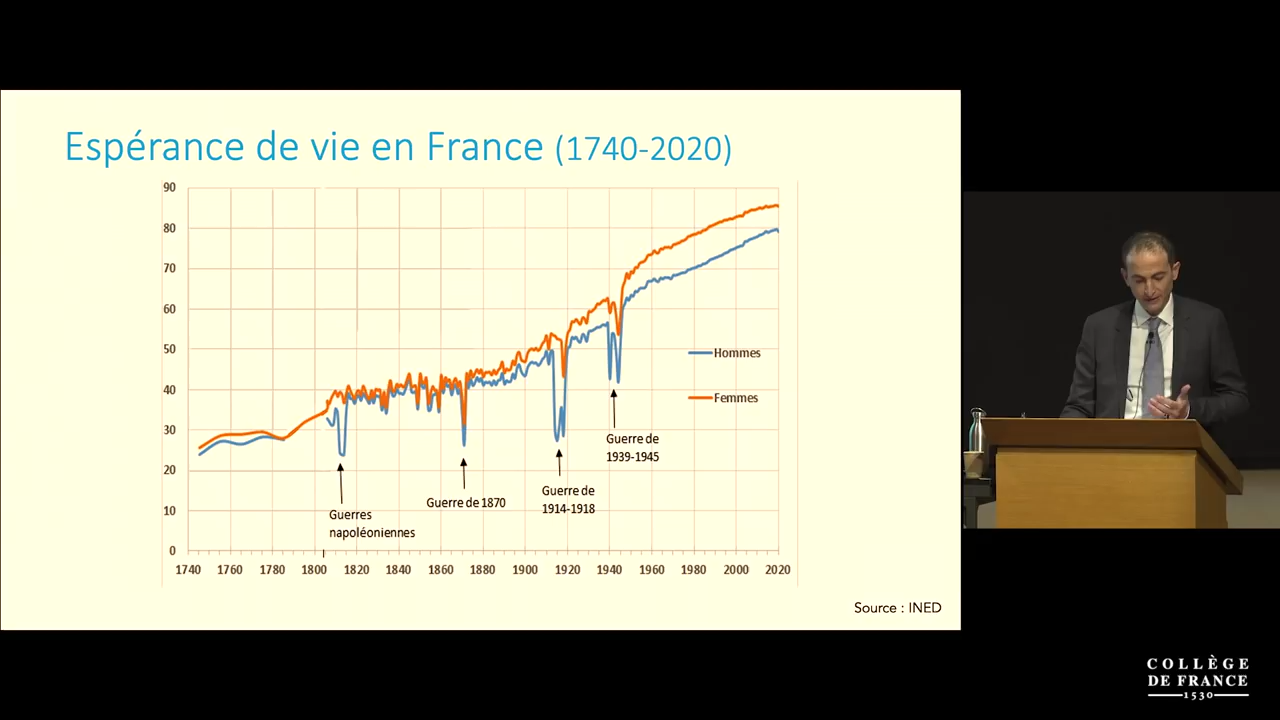 Espérance de vie en France (1740-2020)
90
80
70
60
50
40
30
20
10
0
Hommes
Femmes
Guerre de
1939-1945
Guerre de
1914-1918
Guerre de 1870
Guerres
napoléoniennes
1740 1760 1780 1800 1820 1840 1860 1880 1900 1920 1940 1960 1980 2000 2020
Source : INED
COLLÈGE
DE FRANCE
1530